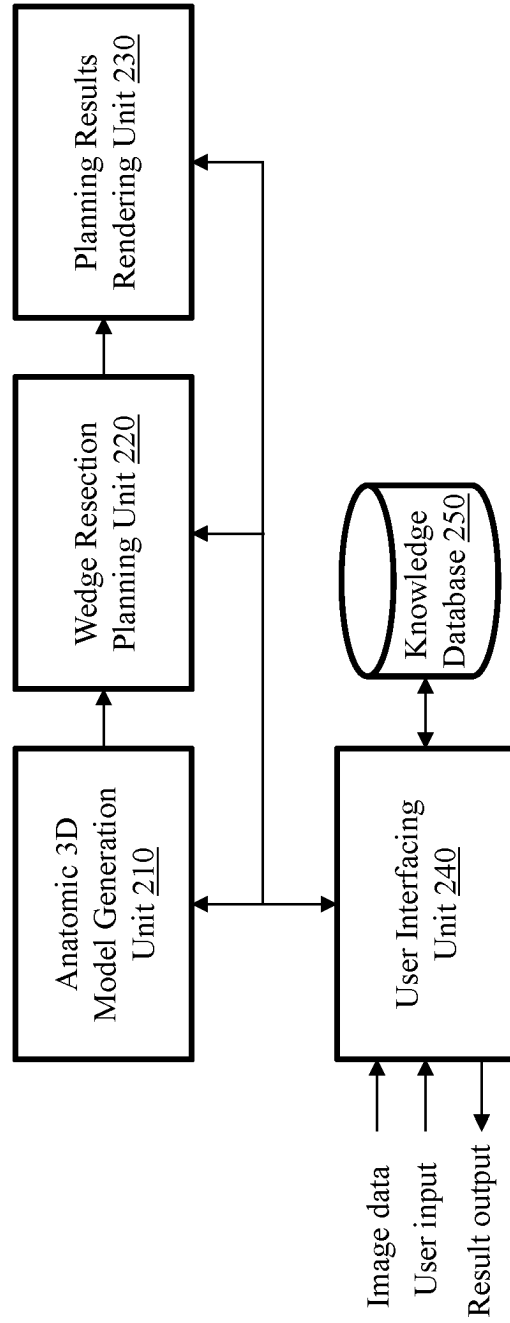 Anatomic 3D
Model Generation
Unit 210
Wedge Resection
Planning Unit 220
Planning Results
Rendering Unit 230
Image data
User input
Result output
User Interfacing
Unit 240
Knowledge
Database 250